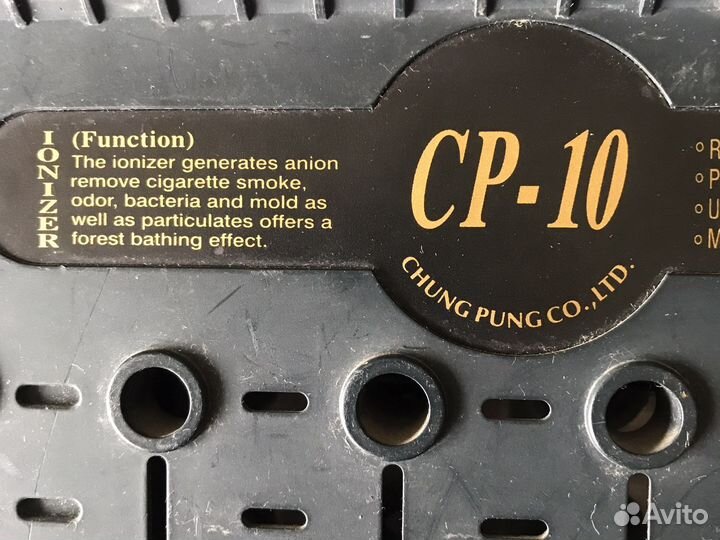 IONIZER
(Function)
The ionizer generates anion
remove cigarette smoke,
odor, bacteria and mold as
well as particulates offers a
forest bathing effect.
CP-10
CHUNG PUNG CO.,LTD.
Avito